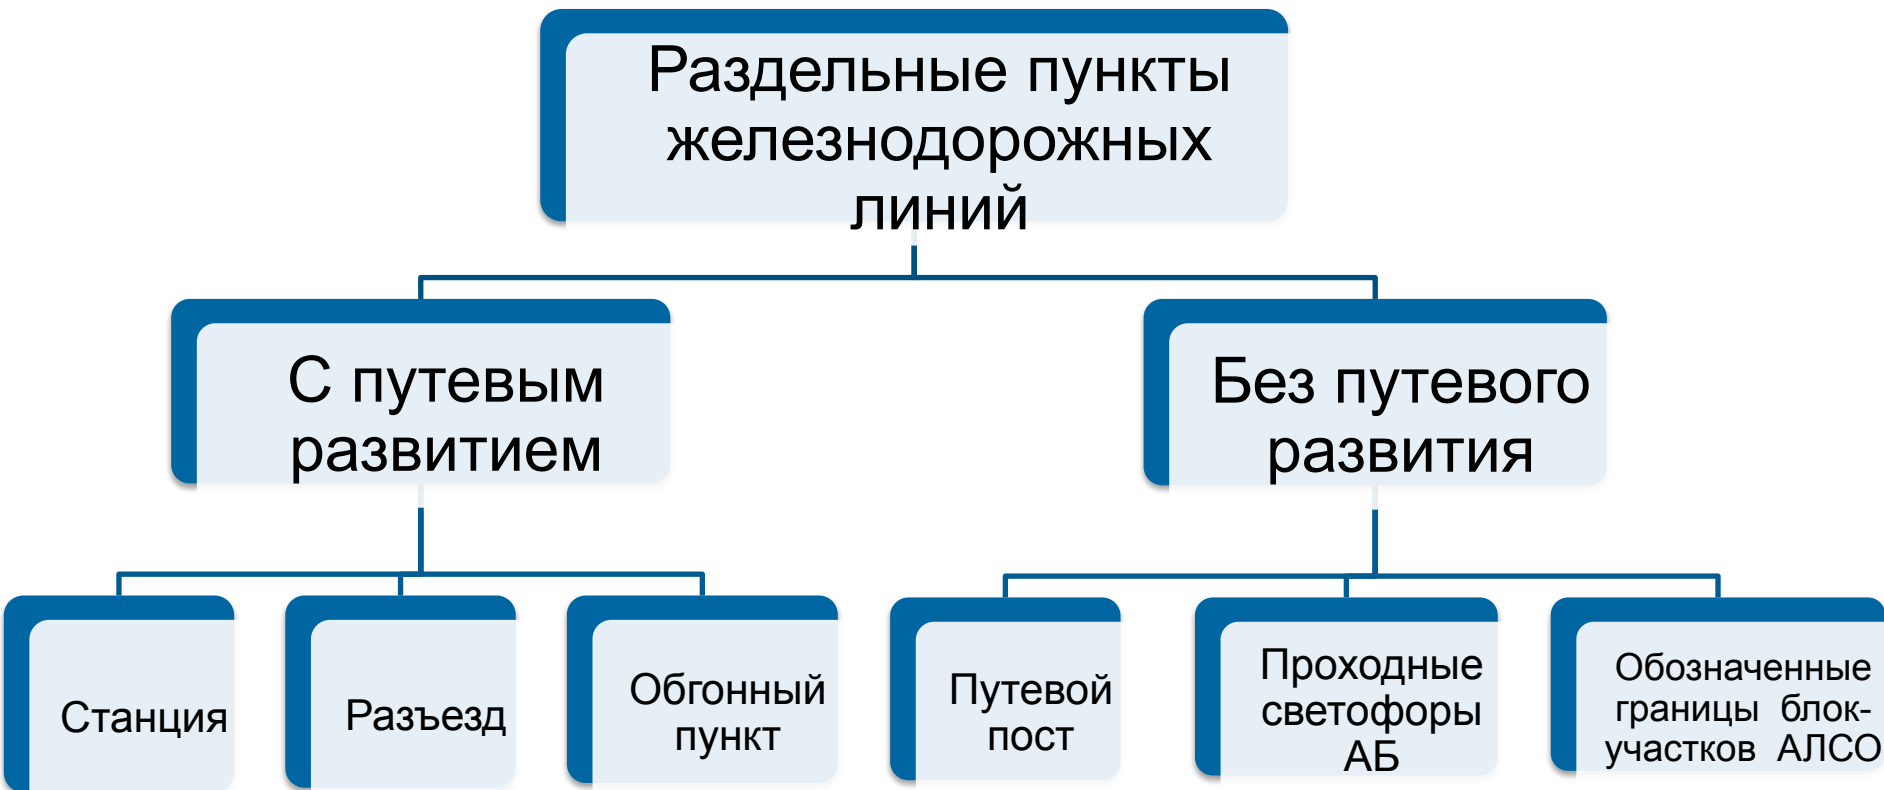 Раздельные пункты
железнодорожных
линий
С путевым
развитием
Без путевого
развития
Станция
Разъезд
Обгонный
пункт
Путевой
пост
Проходные
светофоры
АБ
Обозначенные
границы блок-
участков АЛСО